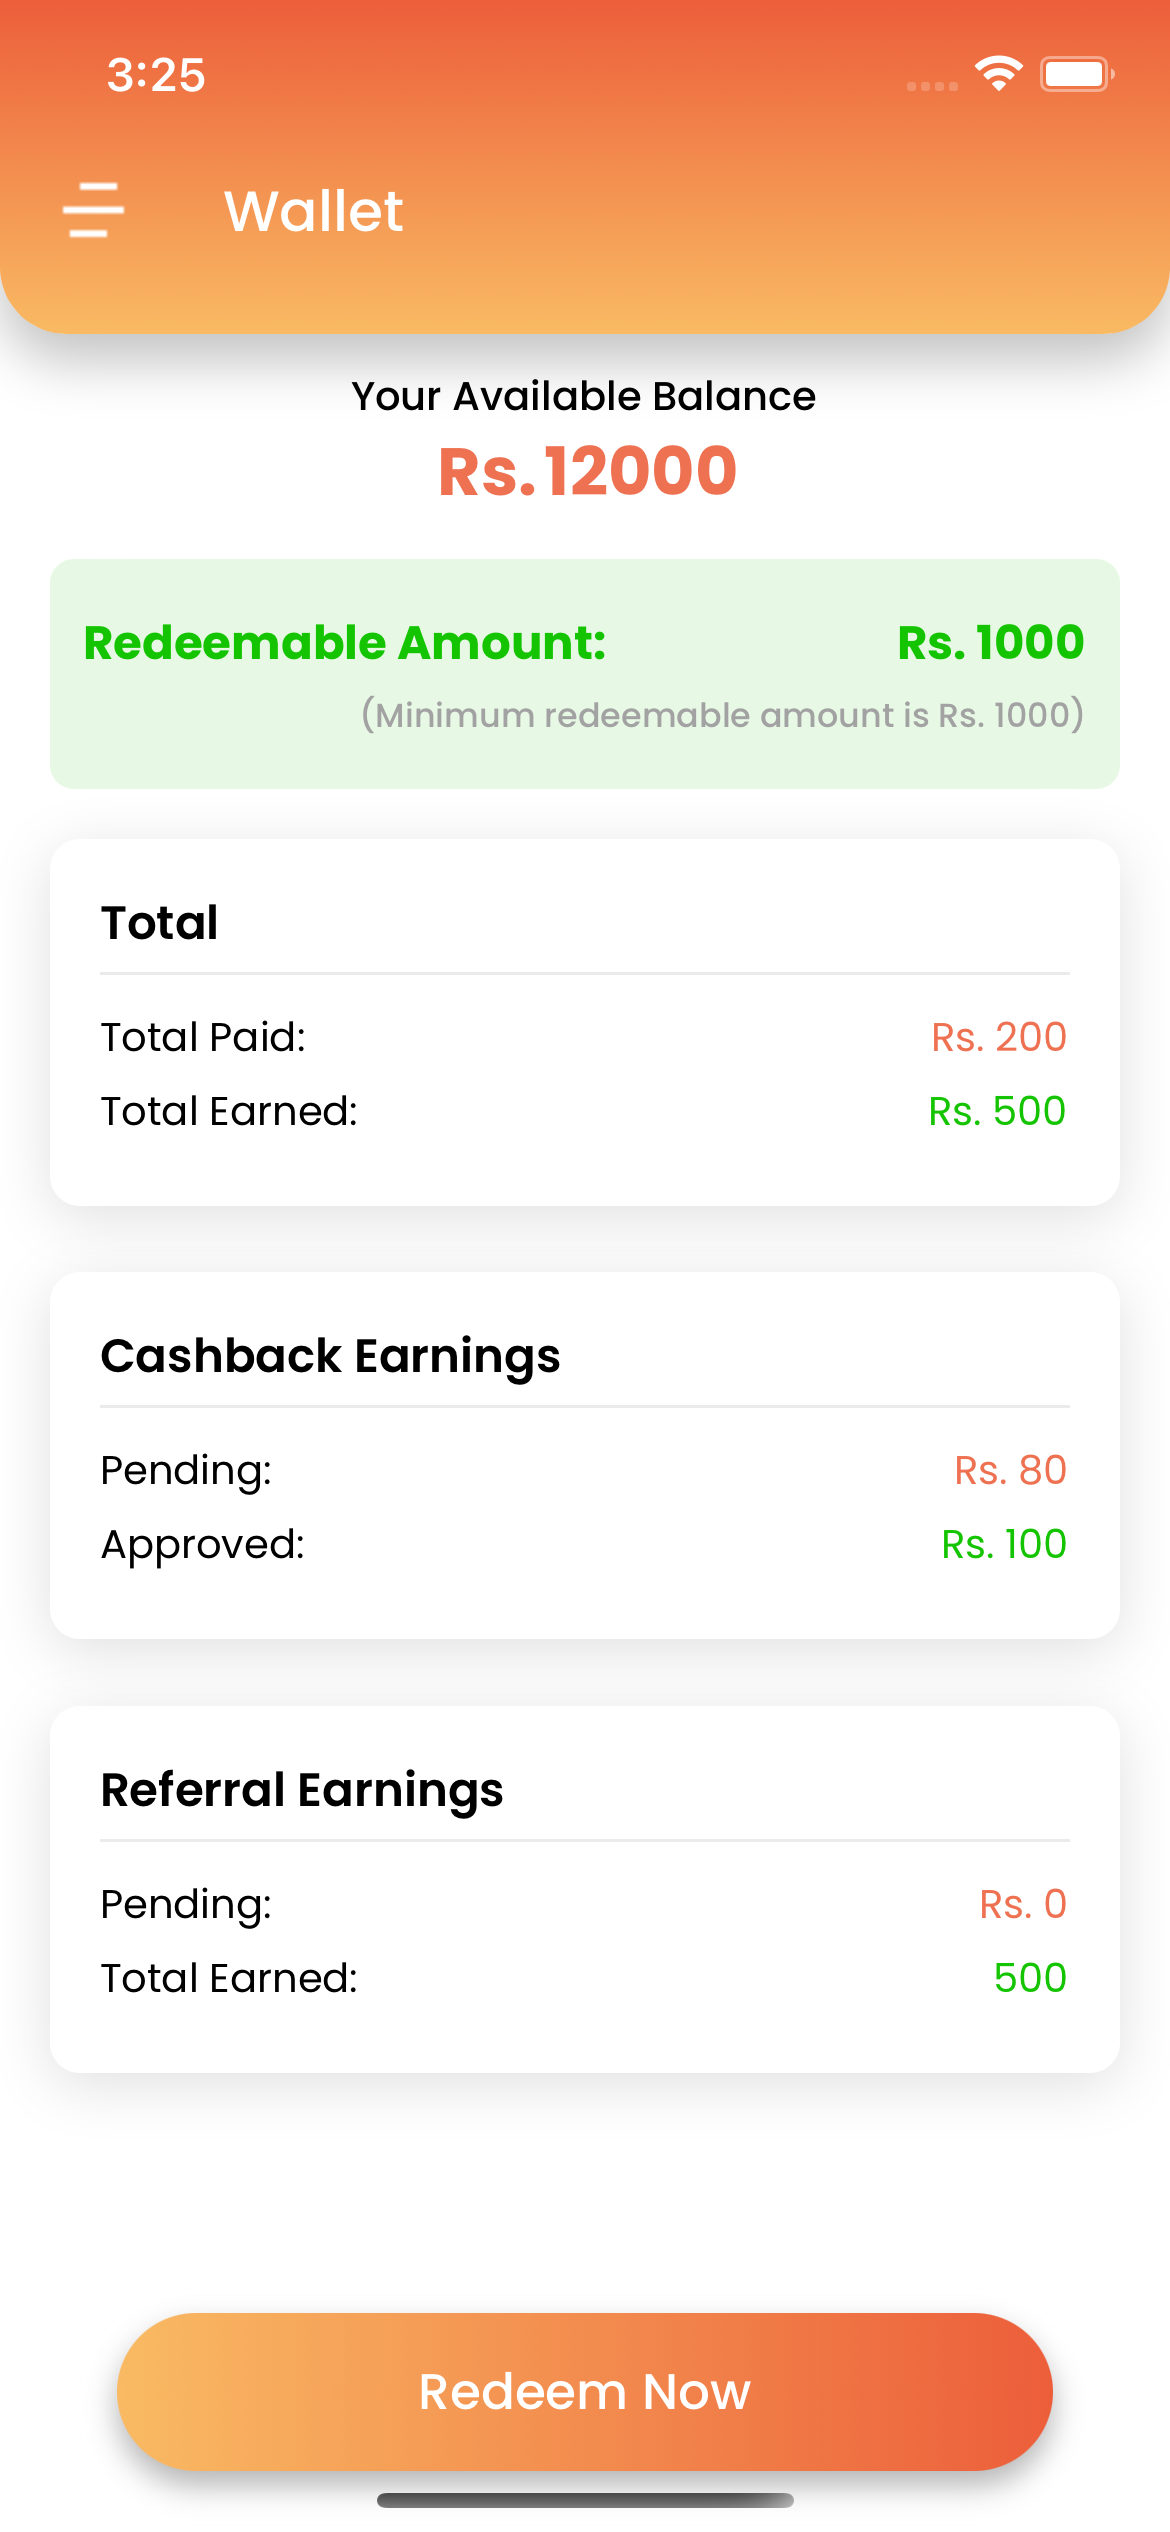 3:25
Wallet
Your Available Balance
Rs. 12000
Redeemable Amount: Rs. 1000
(Minimum redeemable amount is Rs. 1000)
Total
Total Paid: Rs. 200
Total Earned: Rs. 500
Cashback Earnings
Pending: Rs. 80
Approved: Rs. 100
Referral Earnings
Pending: Rs. 0
Total Earned: 500
Redeem Now